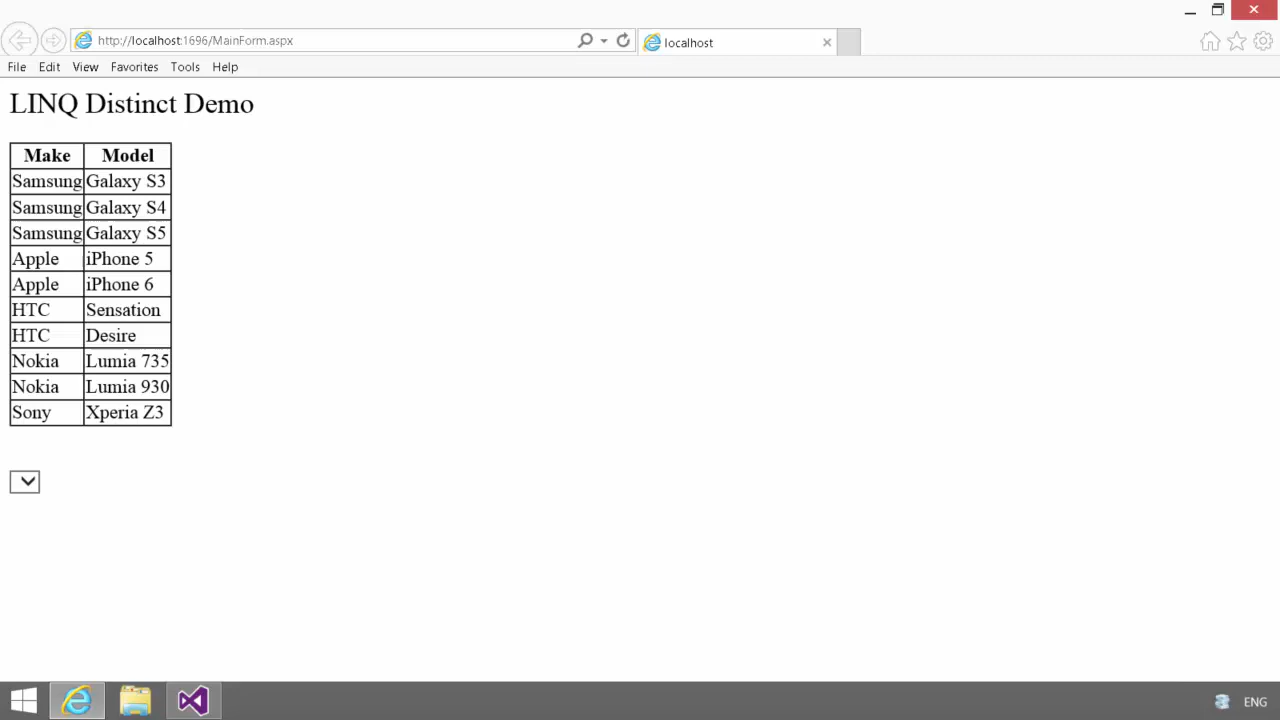 http://localhost:1696/MainForm.aspx
localhost
File Edit View Favorites Tools Help
LINQ Distinct Demo
Make Model
Samsung Galaxy S3
Samsung Galaxy S4
Samsung Galaxy S5
Apple iPhone 5
Apple iPhone 6
HTC Sensation
HTC Desire
Nokia Lumia 735
Nokia Lumia 930
Sony Xperia Z3
ENG